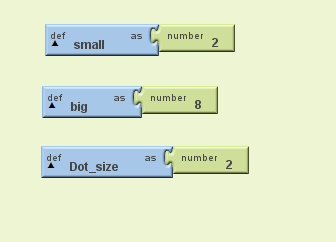 def small as number 2
def big as number 8
def Dot_size as number 2